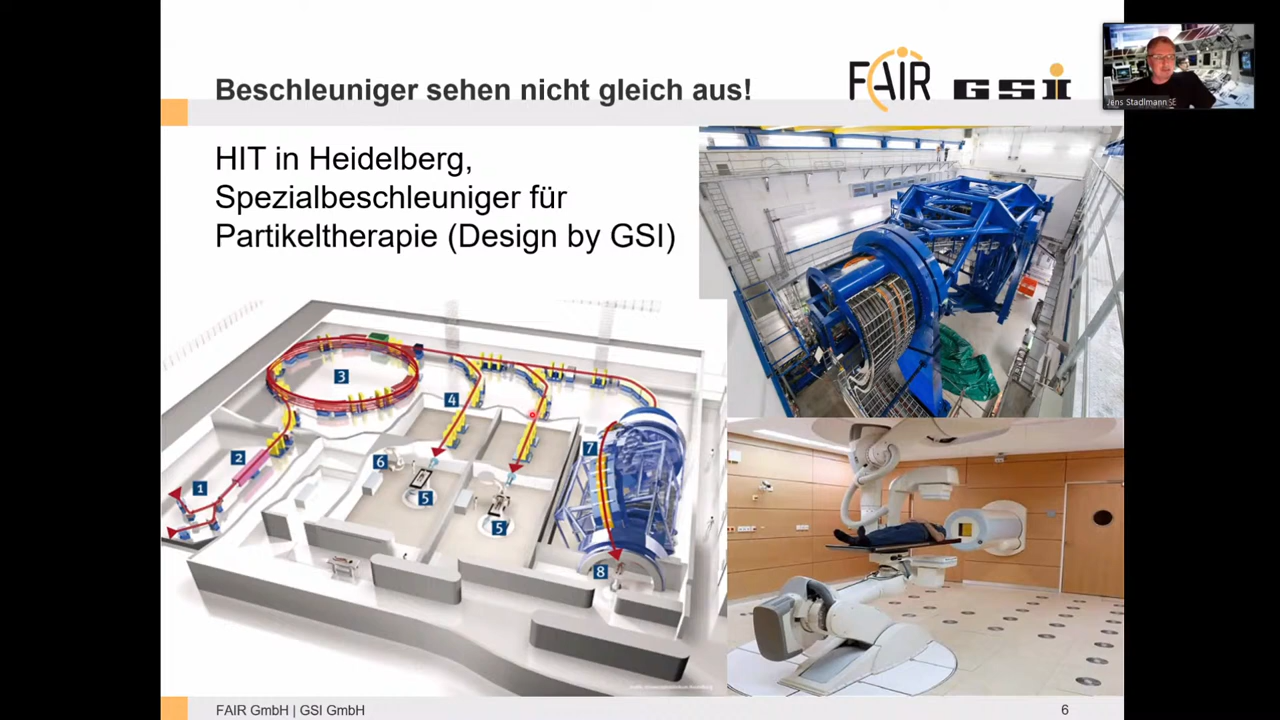 Beschleuniger sehen nicht gleich aus!
FAIR GSI
Jens Stadlmann SE
HIT in Heidelberg,
Spezialbeschleuniger für
Partikeltherapie (Design by GSI)
3
4
2
1
6
5
5
7
8
FAIR GmbH | GSI GmbH
6